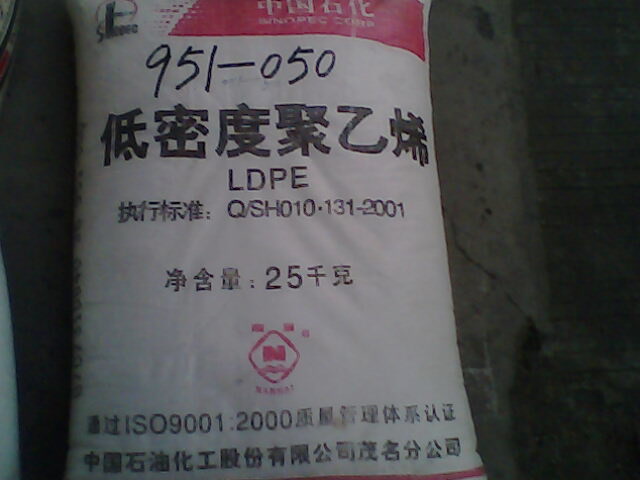 中国石化
SINOPEC CORP
951-050
低密度聚乙烯
LDPE
执行标准：Q/SH010·131-2001
净含量：25千克
通过ISO9001:2000质量管理体系认证
中国石油化工股份有限公司茂名分公司